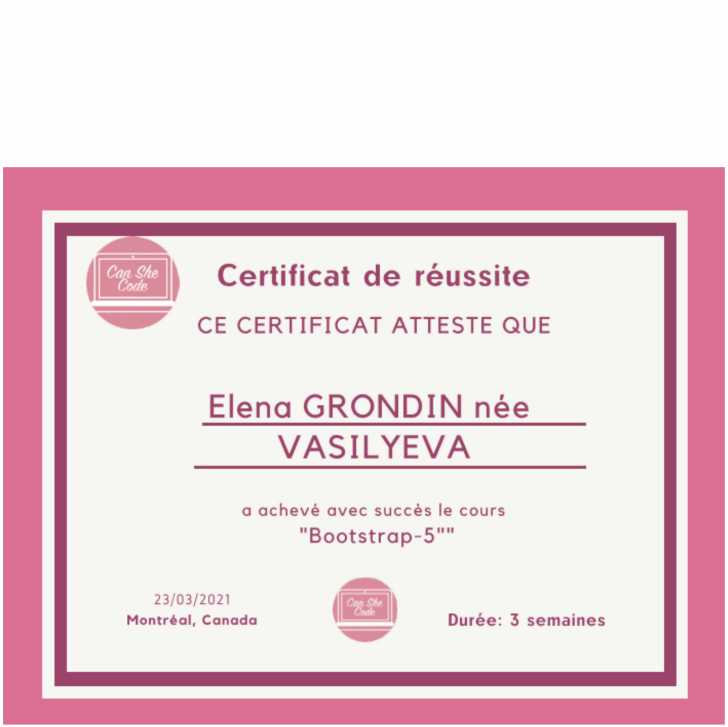 Can She
Code
Certificat de réussite
CE CERTIFICAT ATTESTE QUE
Elena GRONDIN née
VASILYEVA
a achevé avec succès le cours
"Bootstrap-5""
23/03/2021
Montréal, Canada
Can She
Code
Durée: 3 semaines